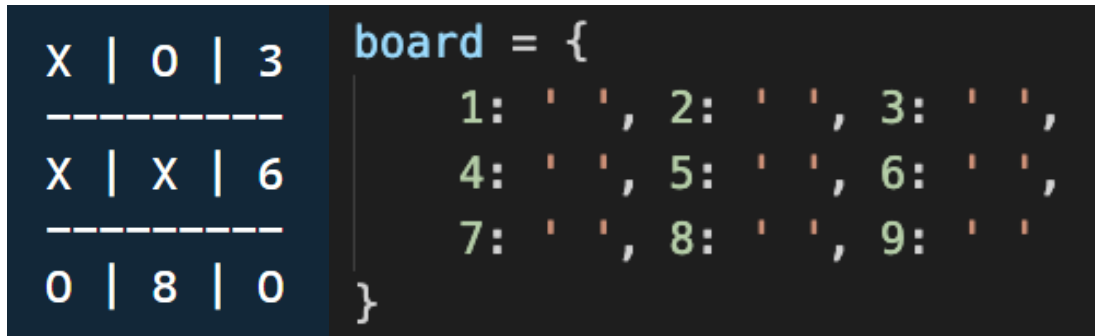 X | O | 3
---------
X | X | 6
---------
O | 8 | O
board = {
    1: ' ', 2: ' ', 3: ' ',
    4: ' ', 5: ' ', 6: ' ',
    7: ' ', 8: ' ', 9: ' '
}